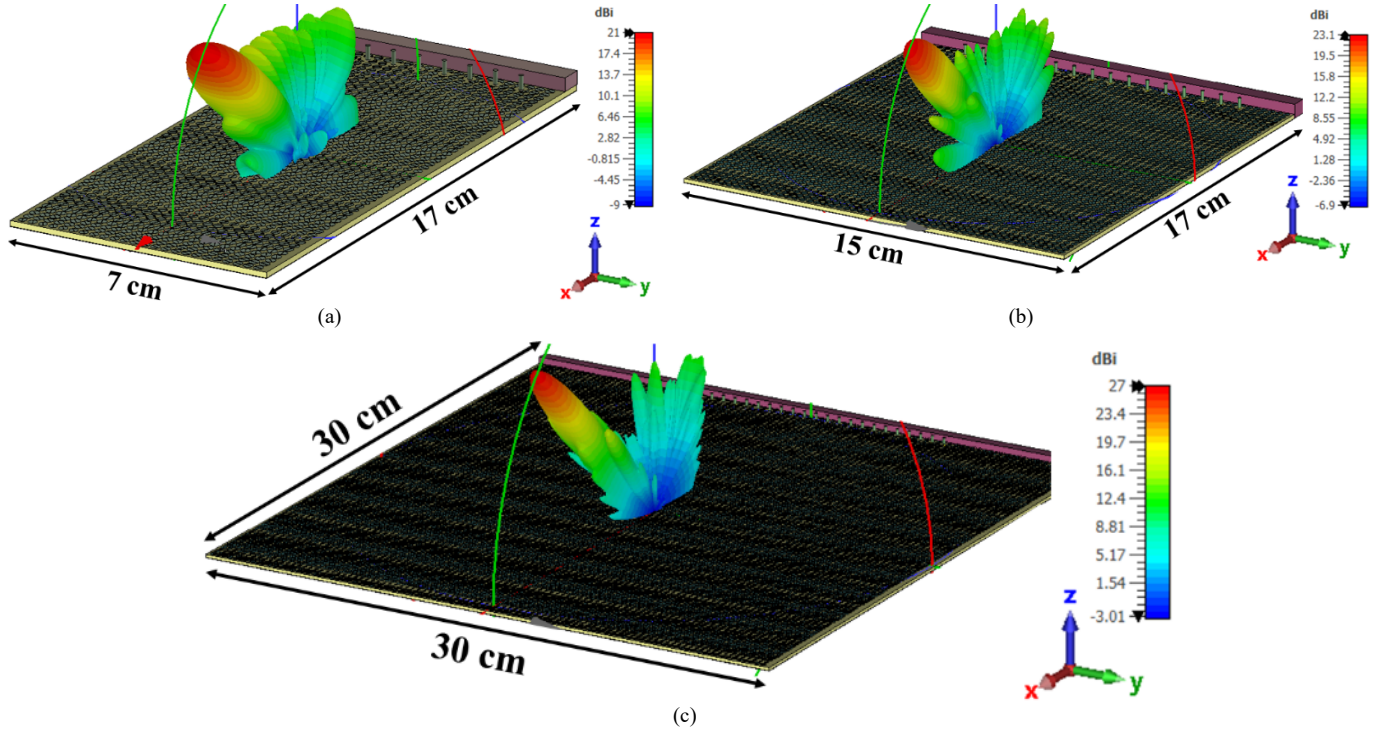 dBi
21
17.4
13.7
10.1
6.46
2.82
-0.815
-4.45
-9
17 cm
7 cm
z
x
y
(a)
dBi
23.1
19.5
15.8
12.2
8.55
4.92
1.28
-2.36
-6.9
15 cm
17 cm
z
x
y
(b)
30 cm
30 cm
dBi
27
23.4
19.7
16.1
12.4
8.81
5.17
1.54
-3.01
z
x
y
(c)